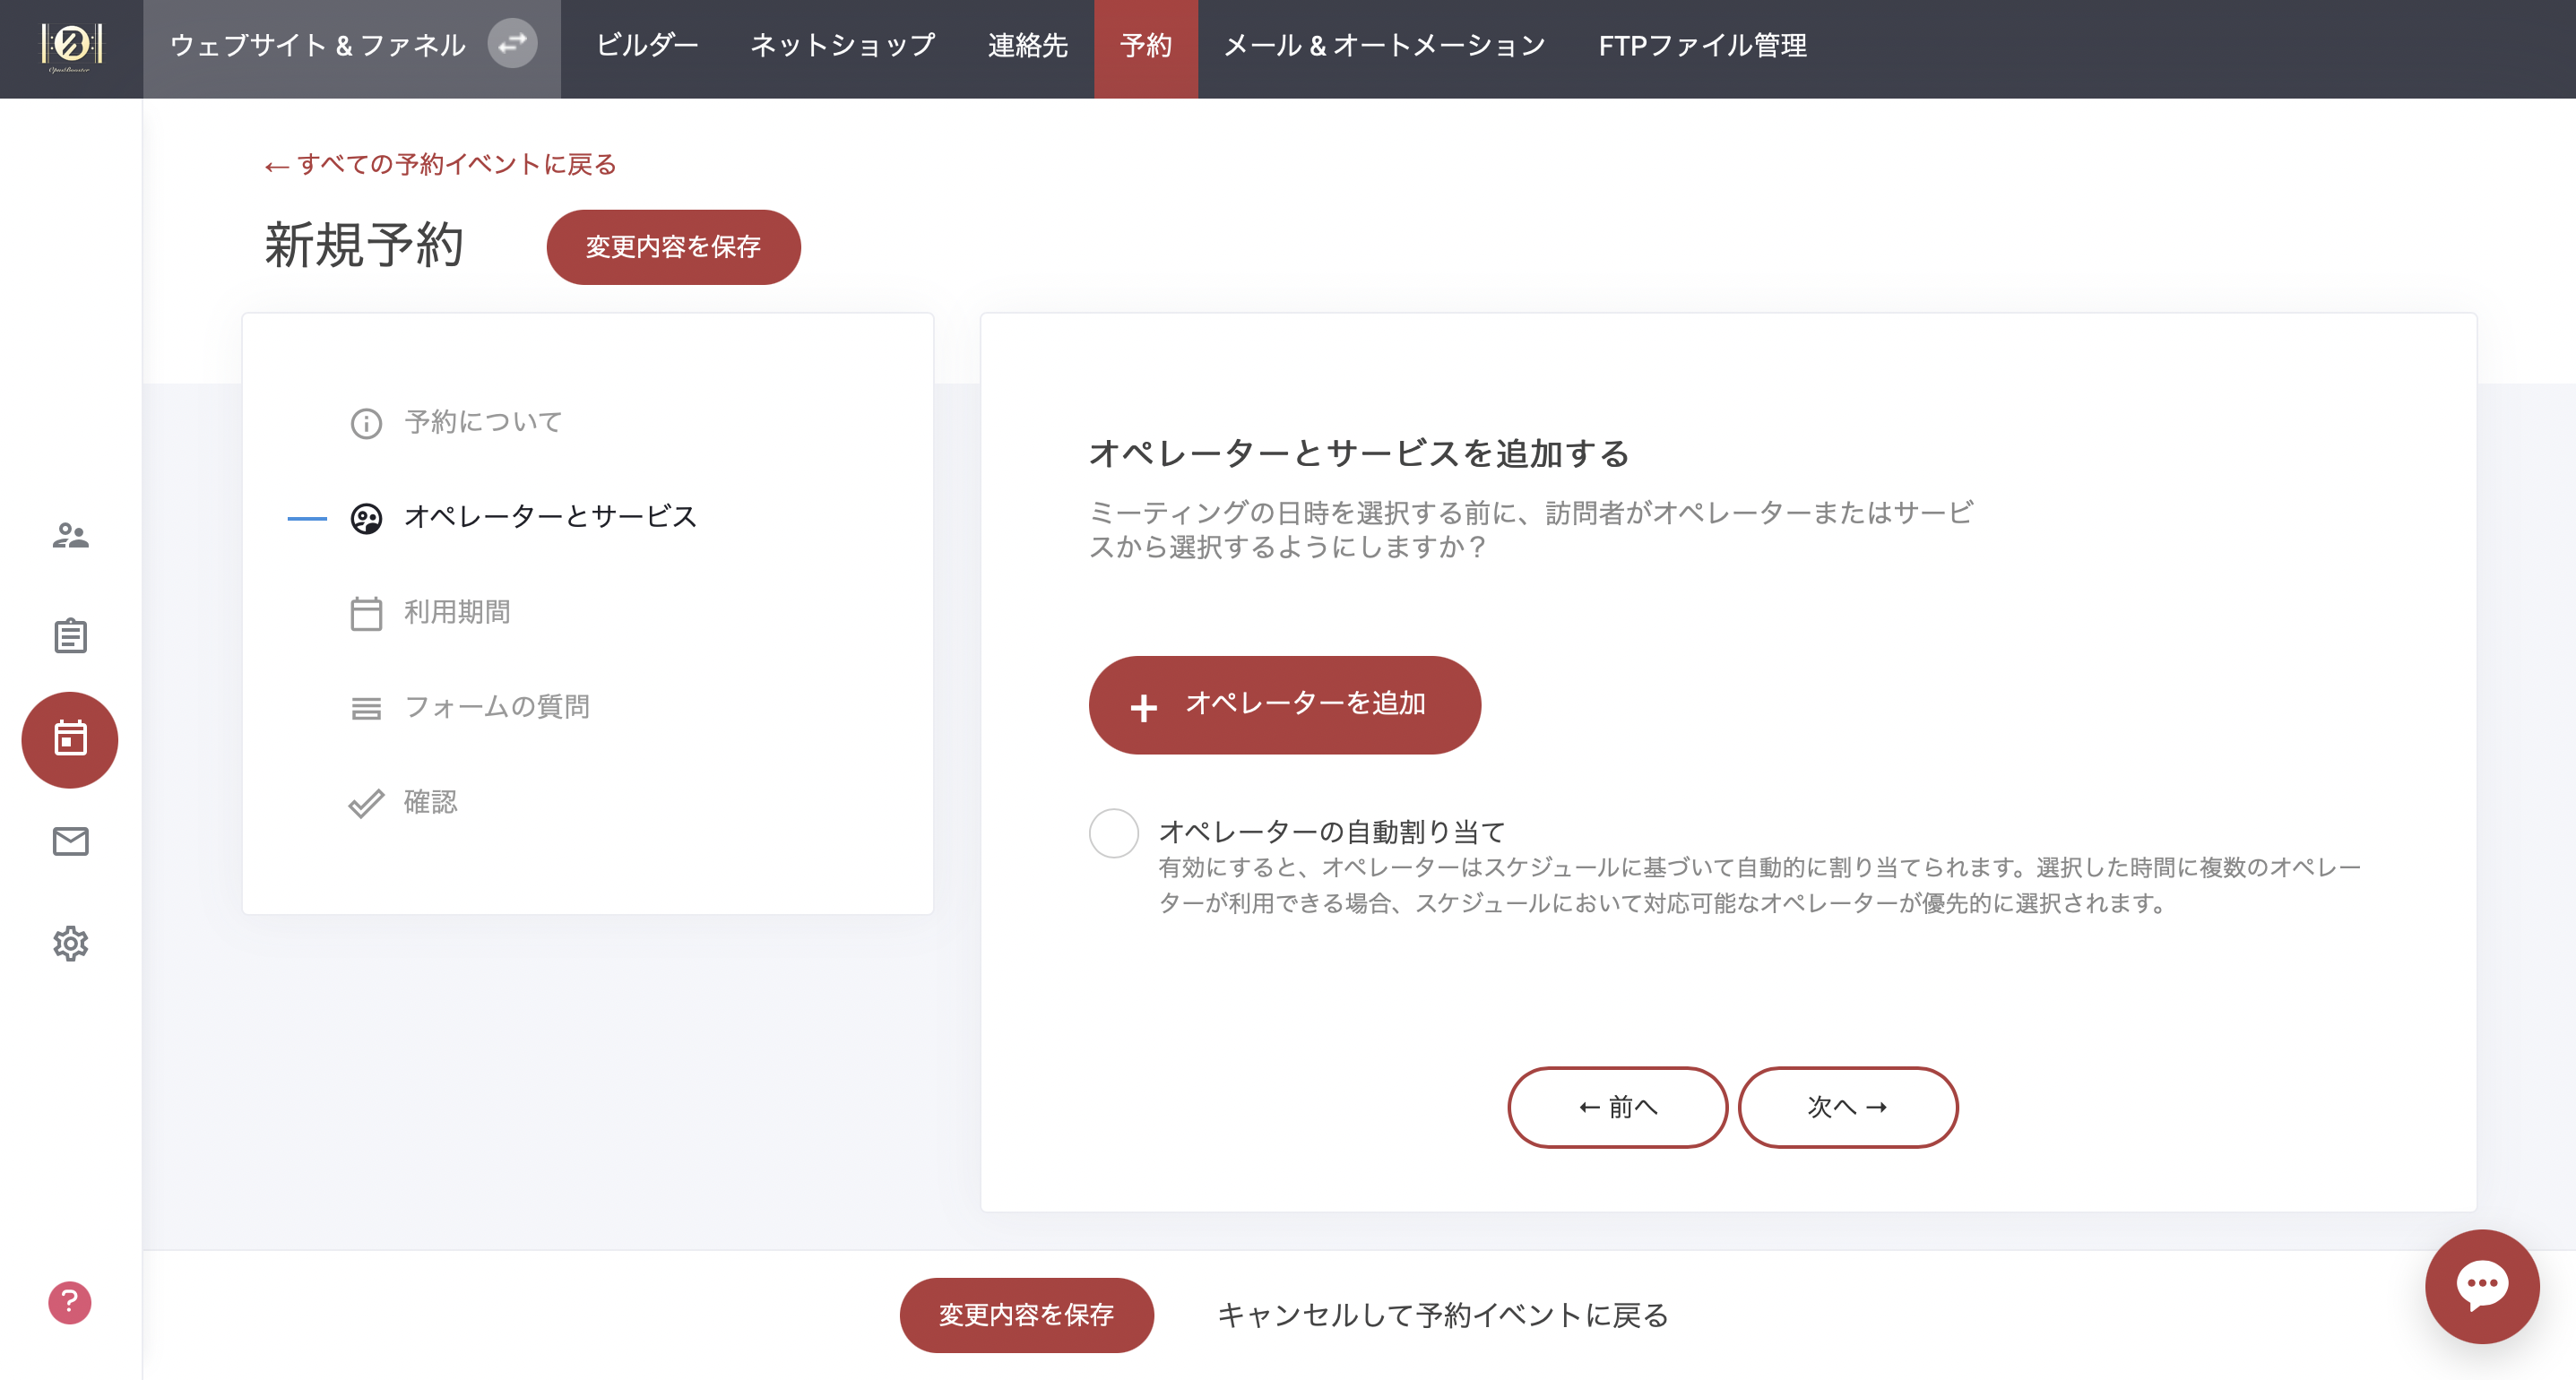 ウェブサイト & ファネル
ビルダー
ネットショップ
連絡先
予約
メール & オートメーション
FTPファイル管理
OpusBooster
← すべての予約イベントに戻る
新規予約
変更内容を保存
予約について
オペレーターとサービス
利用期間
フォームの質問
確認
オペレーターとサービスを追加する
ミーティングの日時を選択する前に、訪問者がオペレーターまたはサービ
スから選択するようにしますか？
+ オペレーターを追加
オペレーターの自動割り当て
有効にすると、オペレーターはスケジュールに基づいて自動的に割り当てられます。選択した時間に複数のオペレー
ターが利用できる場合、スケジュールにおいて対応可能なオペレーターが優先的に選択されます。
← 前へ
次へ →
?
変更内容を保存
キャンセルして予約イベントに戻る